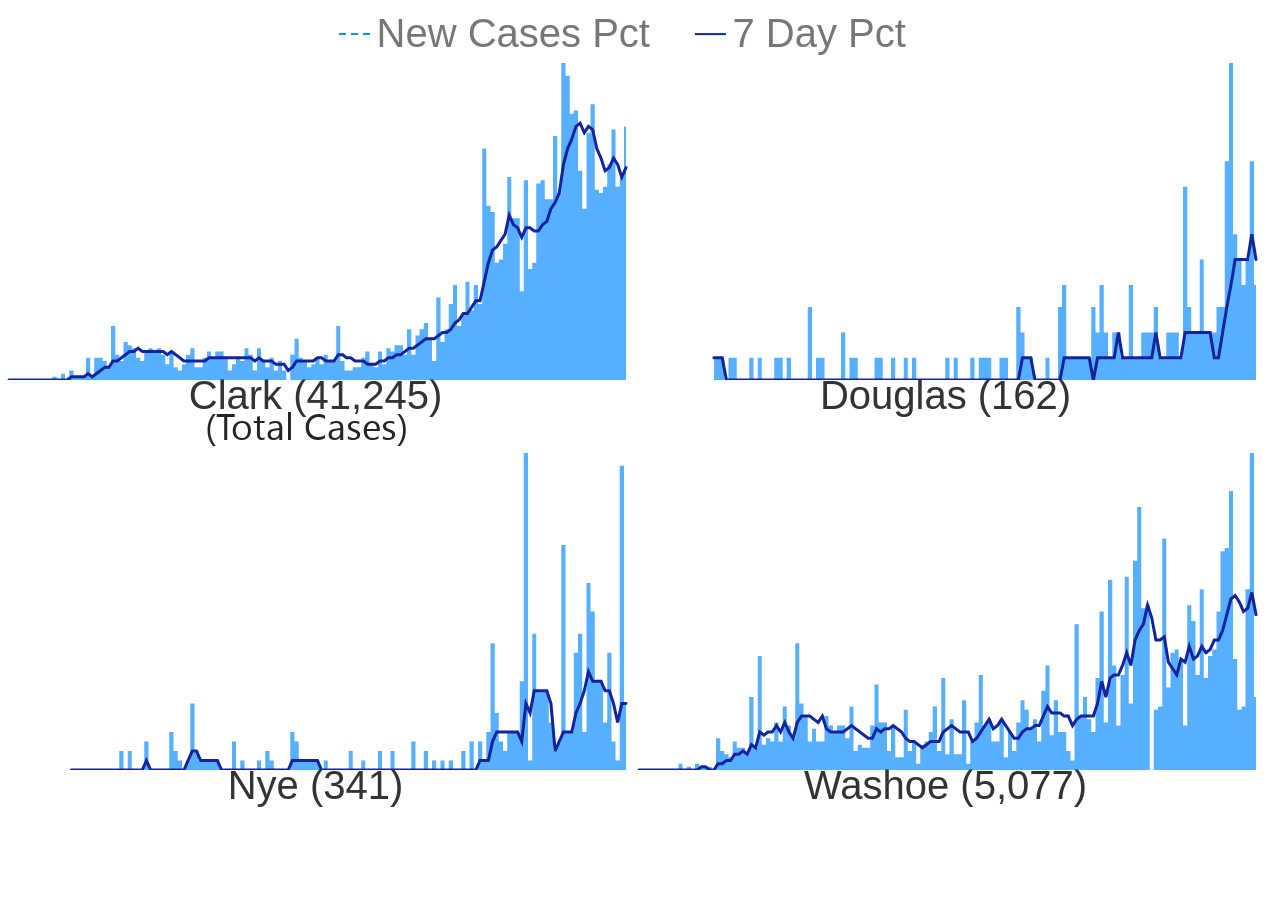 New Cases Pct 7 Day Pct
Clark (41,245)
(Total Cases)
Douglas (162)
Nye (341)
Washoe (5,077)